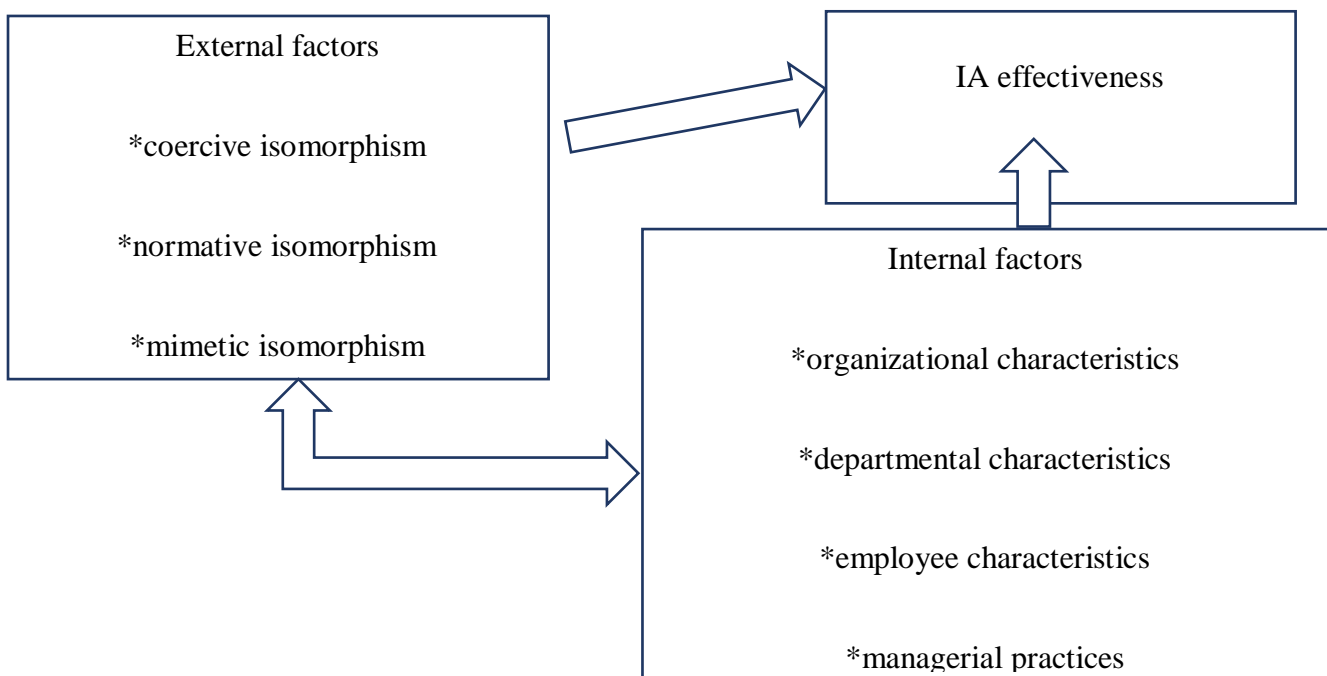 External factors
*coercive isomorphism
*normative isomorphism
*mimetic isomorphism
IA effectiveness
Internal factors
*organizational characteristics
*departmental characteristics
*employee characteristics
*managerial practices